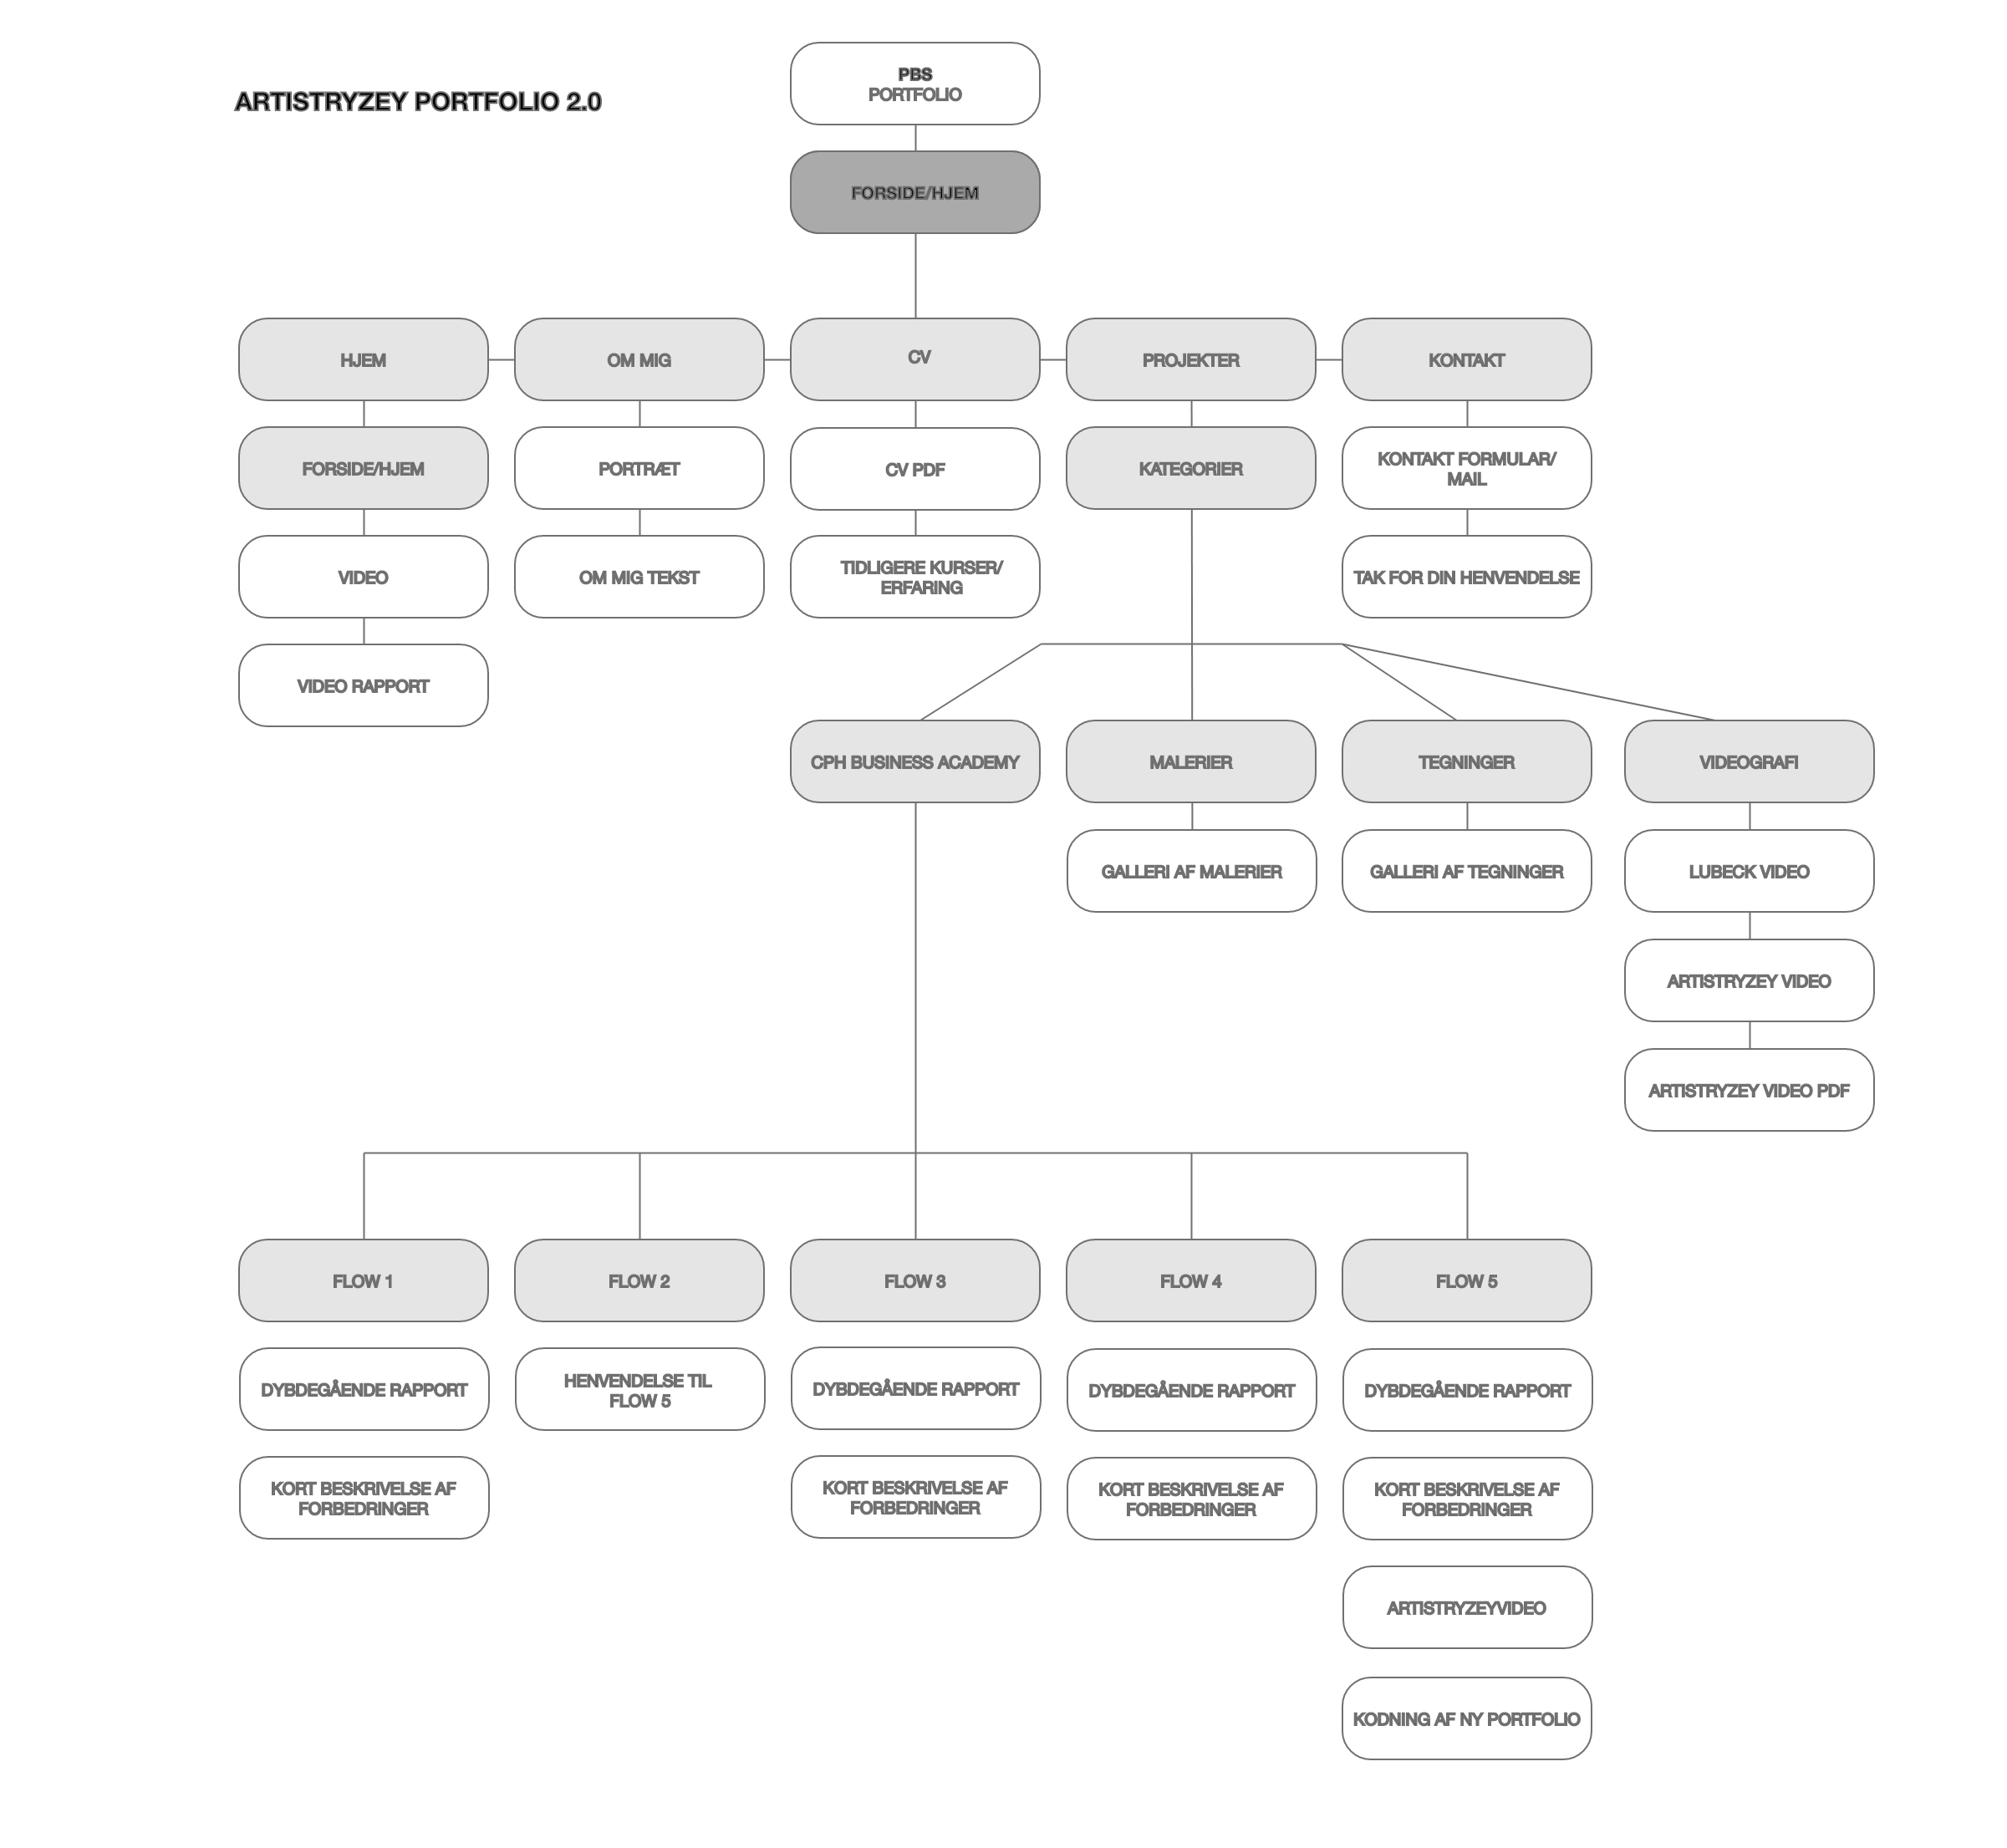 ARTISTRYZEY PORTFOLIO 2.0
PBS
PORTFOLIO
FORSIDE/HJEM
HJEM
OM MIG
CV
PROJEKTER
KONTAKT
FORSIDE/HJEM
PORTRÆT
CV PDF
KATEGORIER
KONTAKT FORMULAR/
MAIL
VIDEO
OM MIG TEKST
TIDLIGERE KURSER/
ERFARING
TAK FOR DIN HENVENDELSE
VIDEO RAPPORT
CPH BUSINESS ACADEMY
MALERIER
TEGNINGER
VIDEOGRAFI
GALLERI AF MALERIER
GALLERI AF TEGNINGER
LUBECK VIDEO
ARTISTRYZEY VIDEO
ARTISTRYZEY VIDEO PDF
FLOW 1
FLOW 2
FLOW 3
FLOW 4
FLOW 5
DYBDEGÅENDE RAPPORT
HENVENDELSE TIL
FLOW 5
DYBDEGÅENDE RAPPORT
DYBDEGÅENDE RAPPORT
DYBDEGÅENDE RAPPORT
KORT BESKRIVELSE AF
FORBEDRINGER
KORT BESKRIVELSE AF
FORBEDRINGER
KORT BESKRIVELSE AF
FORBEDRINGER
KORT BESKRIVELSE AF
FORBEDRINGER
ARTISTRYZEYVIDEO
KODNING AF NY PORTFOLIO